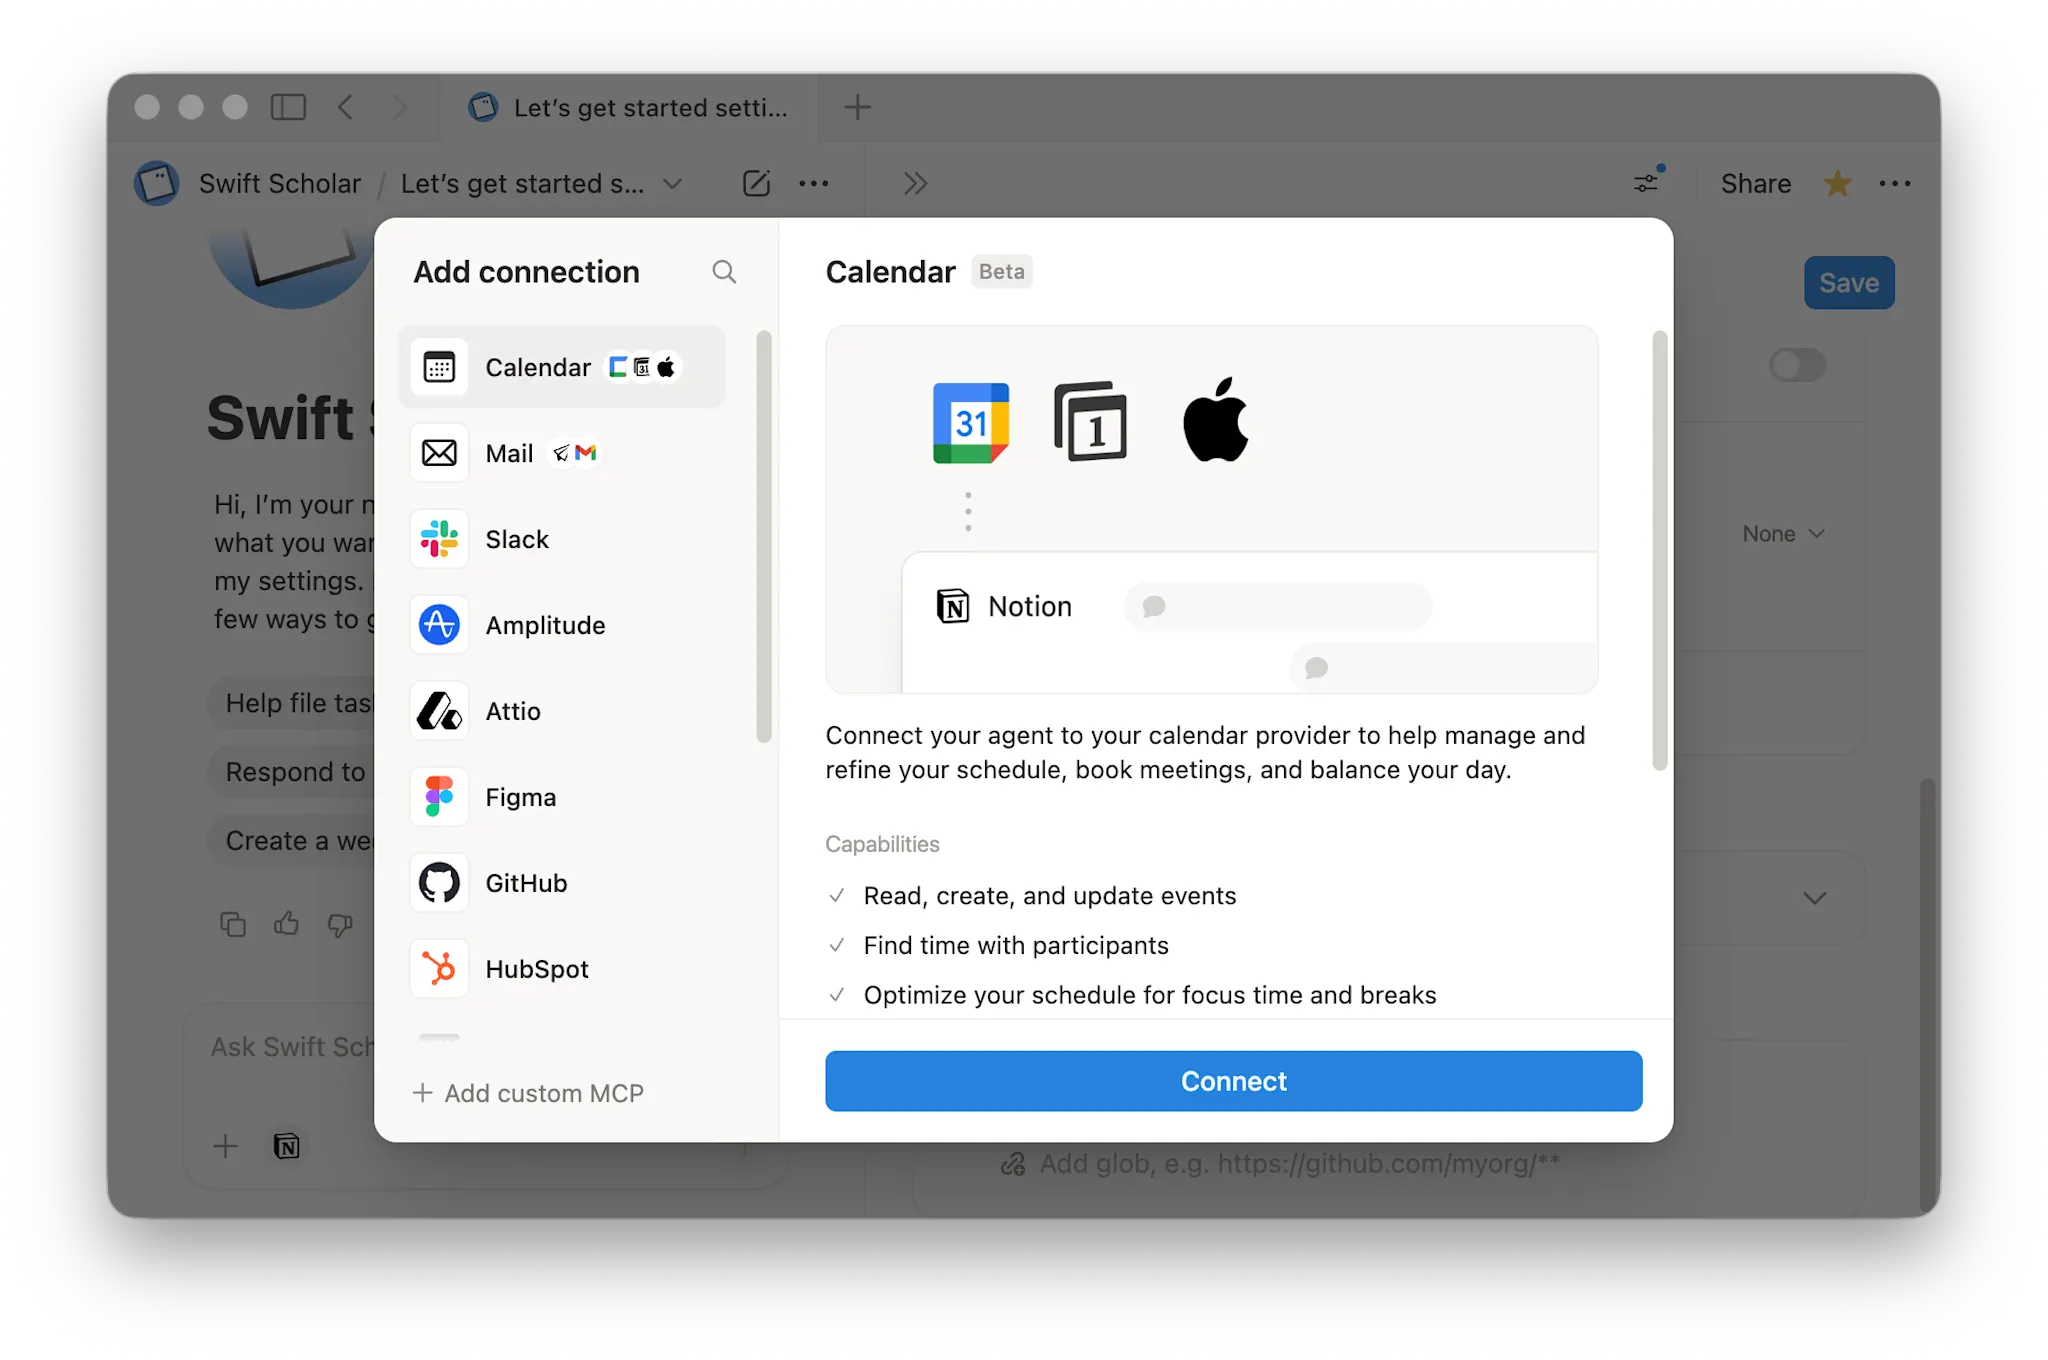 Let’s get started setti...
Swift Scholar / Let’s get started s...
Share
Save
Swift
Hi, I’m your
what you
my settings.
few ways to
Help file
Respond to
Create a
Ask Swift
None
Add glob, e.g. https://github.com/myorg/**
Add connection
Calendar
31
Mail
Slack
Amplitude
Attio
Figma
GitHub
HubSpot
+ Add custom MCP
Calendar Beta
31
1
Notion
Connect your agent to your calendar provider to help manage and
refine your schedule, book meetings, and balance your day.
Capabilities
Read, create, and update events
Find time with participants
Optimize your schedule for focus time and breaks
Connect